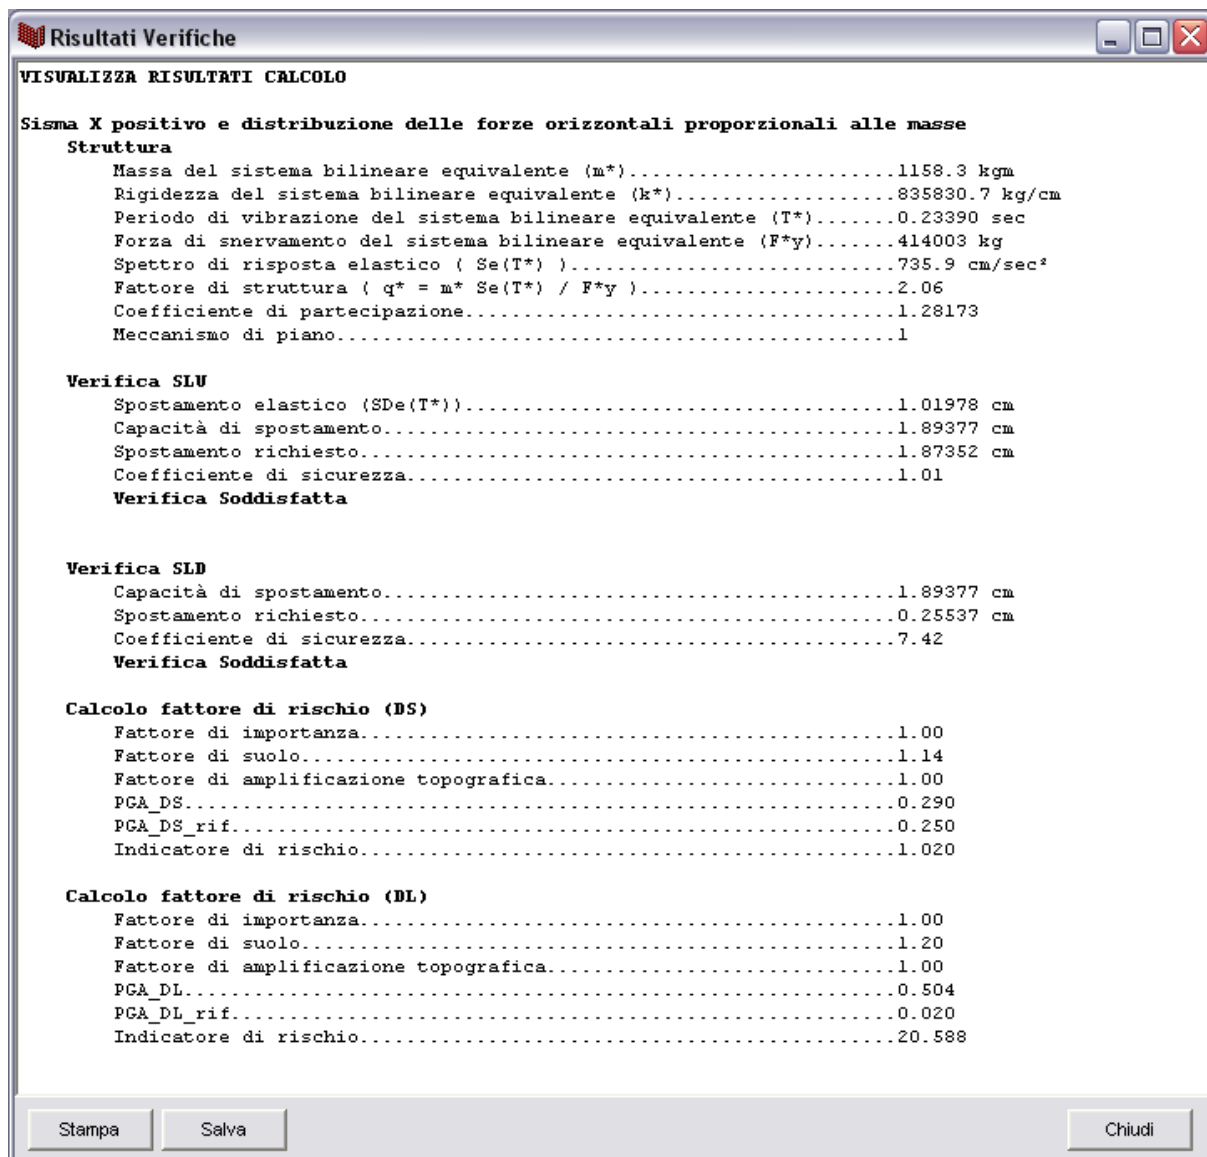 Risultati Verifiche
VISUALIZZA RISULTATI CALCOLO
Sisma X positivo e distribuzione delle forze orizzontali proporzionali alle masse
Struttura
Massa del sistema bilineare equivalente (m*).......................1158.3 kgm
Rigidezza del sistema bilineare equivalente (k*)...................835830.7 kg/cm
Periodo di vibrazione del sistema bilineare equivalente (T*).......0.23390 sec
Forza di snervamento del sistema bilineare equivalente (F*y).......414003 kg
Spettro di risposta elastico ( Se(T*) )............................735.9 cm/sec²
Fattore di struttura ( q* = m* Se(T*) / F*y )......................2.06
Coefficiente di partecipazione.....................................1.28173
Meccanismo di piano................................................1
Verifica SLU
Spostamento elastico (SDe(T*)).....................................1.01978 cm
Capacità di spostamento............................................1.89377 cm
Spostamento richiesto..............................................1.87352 cm
Coefficiente di sicurezza..........................................1.01
Verifica Soddisfatta
Verifica SLD
Capacità di spostamento............................................1.89377 cm
Spostamento richiesto..............................................0.25537 cm
Coefficiente di sicurezza..........................................7.42
Verifica Soddisfatta
Calcolo fattore di rischio (DS)
Fattore di importanza..............................................1.00
Fattore di suolo...................................................1.14
Fattore di amplificazione topografica..............................1.00
PGA_DS.............................................................0.290
PGA_DS_rif.........................................................0.250
Indicatore di rischio..............................................1.020
Calcolo fattore di rischio (DL)
Fattore di importanza..............................................1.00
Fattore di suolo...................................................1.20
Fattore di amplificazione topografica..............................1.00
PGA_DL.............................................................0.504
PGA_DL_rif.........................................................0.020
Indicatore di rischio..............................................20.588
Stampa
Salva
Chiudi